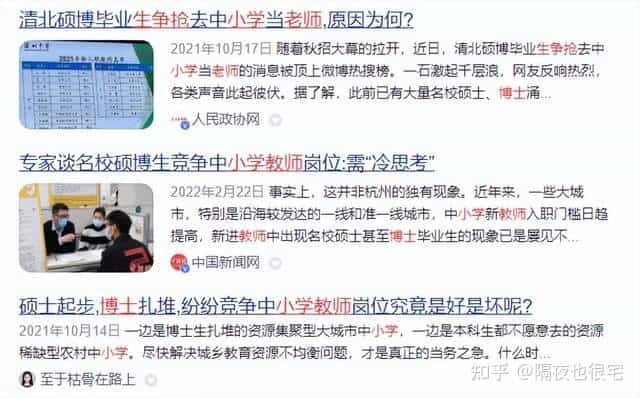 清北硕博毕业生争抢去中小学当老师,原因为何?
2021年10月17日 随着秋招大幕的拉开，近日，清北硕博毕业生争抢去中
小学当老师的消息被顶上微博热搜榜。一石激起千层浪，网友反响热烈，
各类声音此起彼伏。据了解，此前已有大量名校硕士、博士涌...
人民政协网
专家谈名校硕博生竞争中小学教师岗位:需“冷思考”
2022年2月22日 事实上，这并非杭州的独有现象。近年来，一些大城
市，特别是沿海较发达的一线和准一线城市，中小学新教师入职门槛日趋
提高，新进教师中出现名校硕士甚至博士毕业生的现象已是屡见不...
中国新闻网
硕士起步,博士扎堆,纷纷竞争中小学教师岗位究竟是好是坏呢?
2021年10月14日 一边是博士生扎堆的资源集聚型大城市中小学，一边是本科生都不愿意去的资源
稀缺型农村中小学。尽快解决城乡教育资源不均衡问题，才是真正的当务之急。什么时...
至于枯骨在路上
知乎 @隔夜也很宅